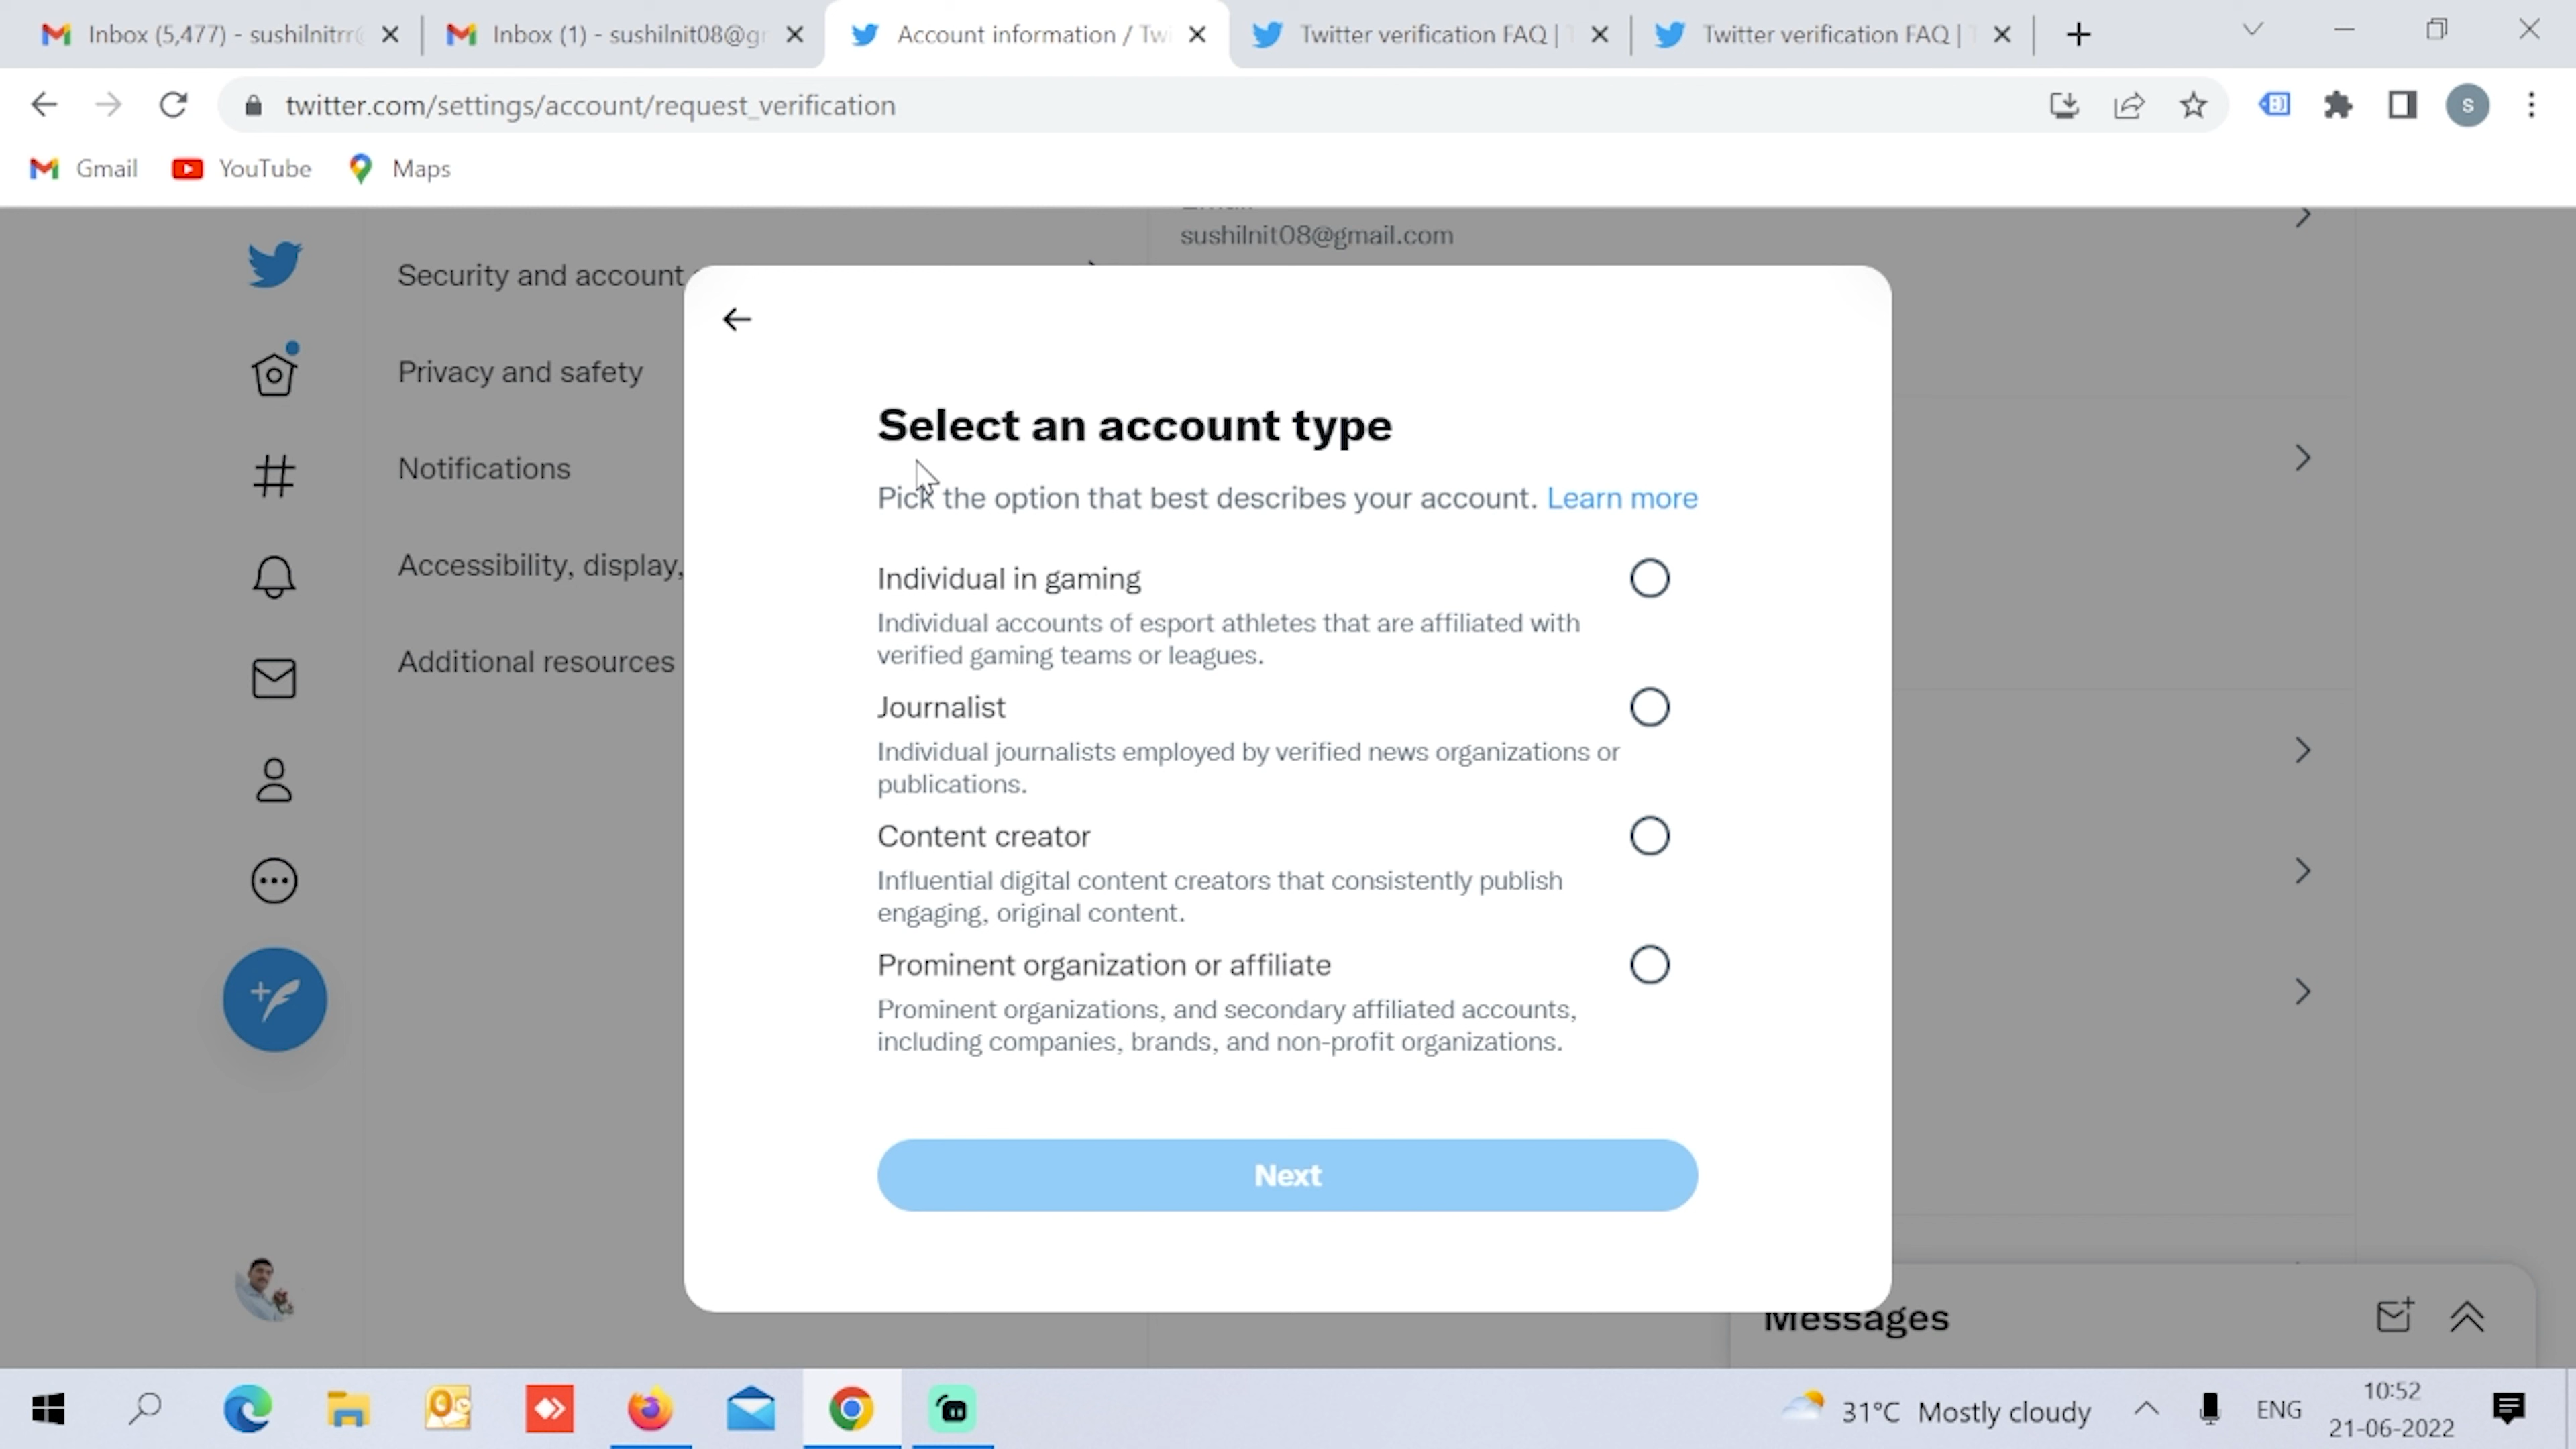 Inbox (5,477) - sushilnitrr@
Inbox (1) - sushilnit08@gr
Account information / Twi
Twitter verification FAQ |
Twitter verification FAQ |
twitter.com/settings/account/request_verification
S
Gmail
YouTube
Maps
sushilnit08@gmail.com
Security and account
Privacy and safety
Notifications
Accessibility, display,
Additional resources
Select an account type
Pick the option that best describes your account. Learn more
Individual in gaming
Individual accounts of esport athletes that are affiliated with
verified gaming teams or leagues.
Journalist
Individual journalists employed by verified news organizations or
publications.
Content creator
Influential digital content creators that consistently publish
engaging, original content.
Prominent organization or affiliate
Prominent organizations, and secondary affiliated accounts,
including companies, brands, and non-profit organizations.
Next
Messages
31°C Mostly cloudy
ENG
10:52
21-06-2022